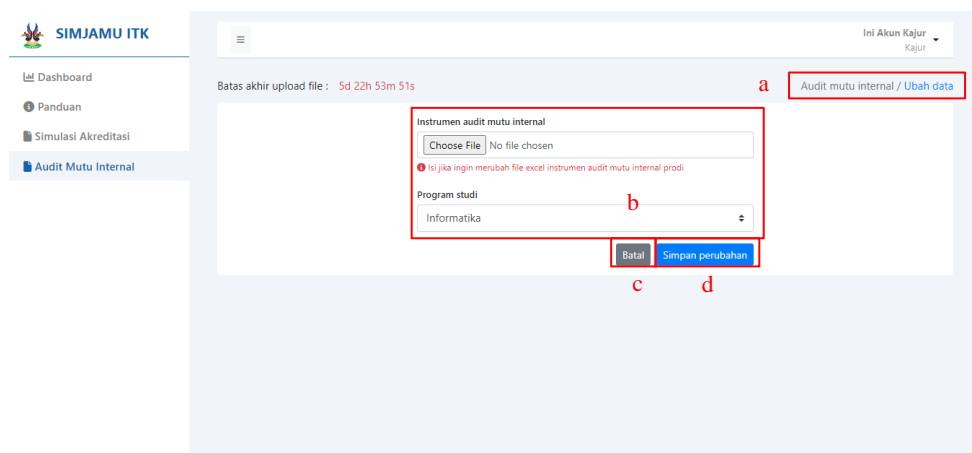 SIMJAMU ITK
Ini Akun Kajur
Kajur
Dashboard
Panduan
Simulasi Akreditasi
Audit Mutu Internal
Batas akhir upload file : 5d 22h 53m 51s
a
Audit mutu internal / Ubah data
Instrumen audit mutu internal
Choose File No file chosen
Isi jika ingin merubah file excel instrumen audit mutu internal prodi
Program studi
b
Informatika
Batal Simpan perubahan
c d